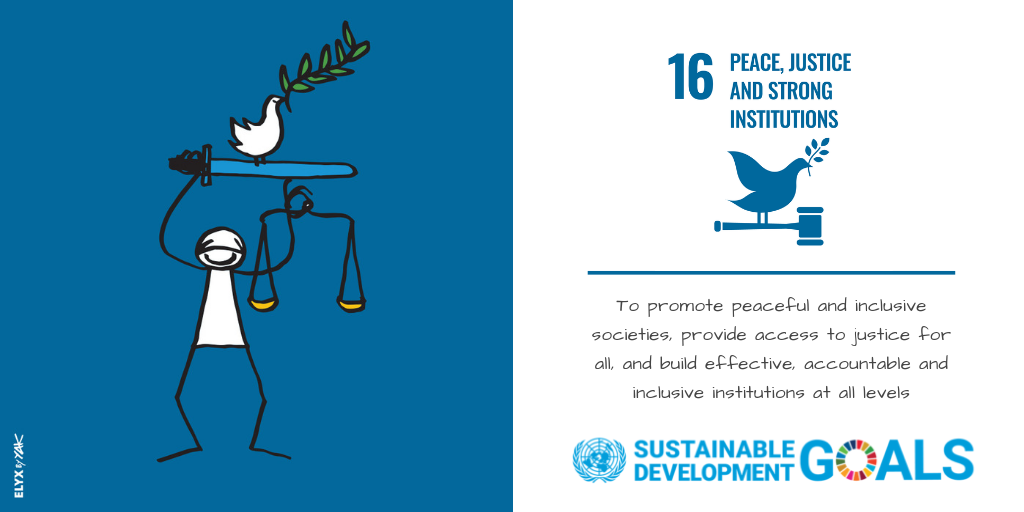 ELYX BY YAK
16
PEACE, JUSTICE
AND STRONG
INSTITUTIONS
To promote peaceful and inclusive
societies, provide access to justice for
all, and build effective, accountable and
inclusive institutions at all levels
SUSTAINABLE
DEVELOPMENT
GOALS